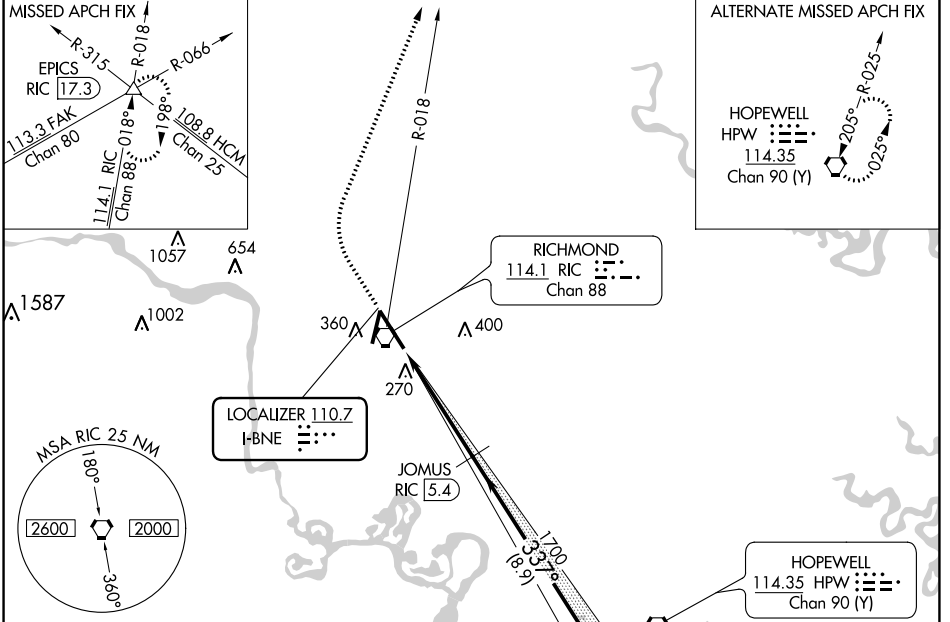 MISSED APCH FIX
R-315
R-018
R-066
EPICS
RIC 17.3
113.3 FAK
Chan 80
018°
198°
108.8 HCM
Chan 25
114.1 RIC
Chan 88
R-018
ALTERNATE MISSED APCH FIX
R-025
HOPEWELL
HPW
114.35
Chan 90 (Y)
205°
025°
1057
654
1587
1002
RICHMOND
114.1 RIC
Chan 88
360
400
270
LOCALIZER 110.7
I-BNE
JOMUS
RIC 5.4
MSA RIC 25 NM
180°
2600
2000
360°
1700
337°
(8.9)
HOPEWELL
114.35 HPW
Chan 90 (Y)